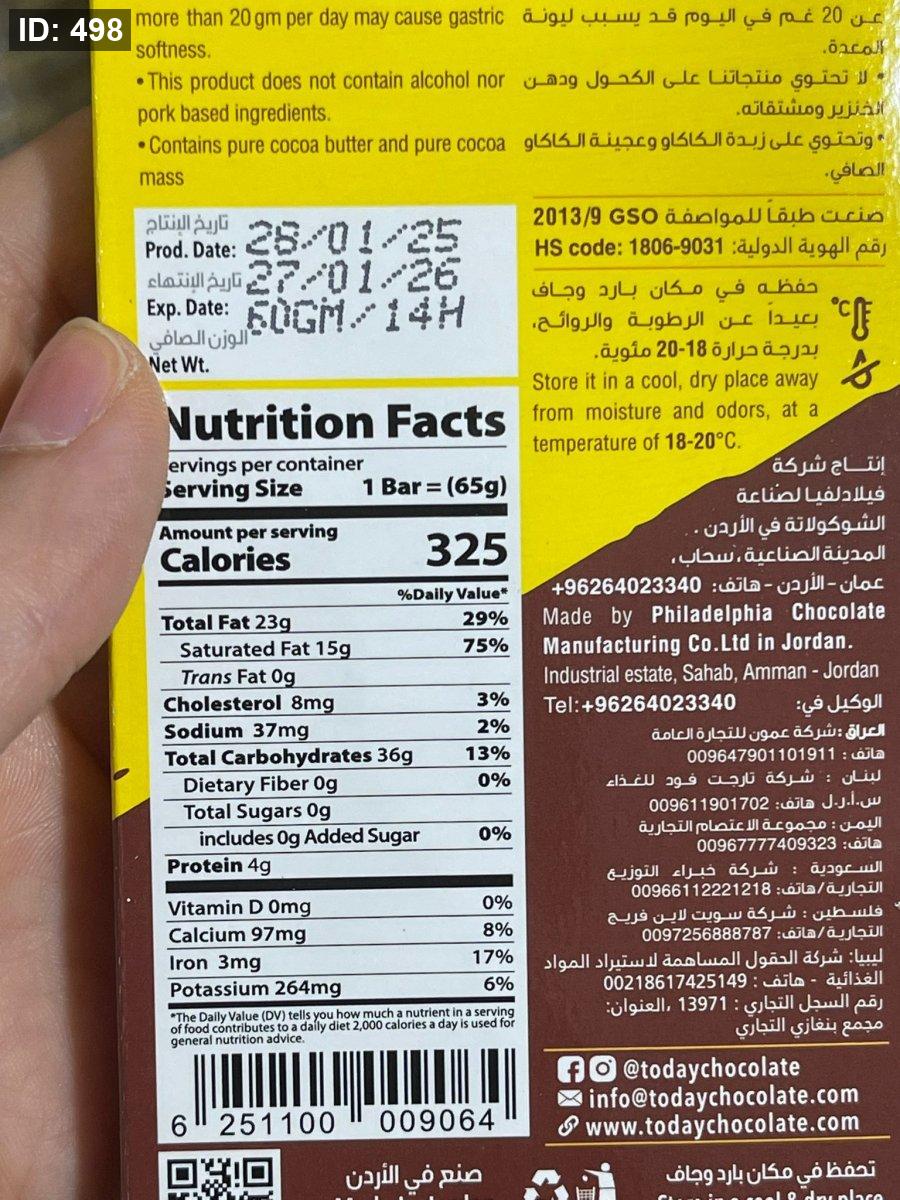 ID: 498
more than 20 gm per day may cause gastric
softness.
• This product does not contain alcohol nor
pork based ingredients.
• Contains pure cocoa butter and pure cocoa
mass
عن 20 غم في اليوم قد يسبب ليونة
المعدة.
• لا تحتوي منتجاتنا على الكحول ودهن
الخنزير ومشتقاته.
• وتحتوي على زبدة الكاكاو وعجينة الكاكاو
الصافي.
تاريخ الإنتاج
Prod. Date: 28/01/25
تاريخ الإنتهاء
Exp. Date: 27/01/26
60GM/14H
الوزن الصافي
Net Wt.
صنعت طبقاً للمواصفة 2013/9 GSO
رقم الهوية الدولية: HS code: 1806-9031
حفظه في مكان بارد وجاف
بعيداً عن الرطوبة والروائح،
بدرجة حرارة 18-20 مئوية.
°C
Store it in a cool, dry place away
from moisture and odors, at a
temperature of 18-20°C.
Nutrition Facts
ervings per container
Serving Size 1 Bar = (65g)
Amount per serving
Calories 325
%Daily Value*
Total Fat 23g 29%
Saturated Fat 15g 75%
Trans Fat 0g
Cholesterol 8mg 3%
Sodium 37mg 2%
Total Carbohydrates 36g 13%
Dietary Fiber 0g 0%
Total Sugars 0g
includes 0g Added Sugar 0%
Protein 4g
Vitamin D 0mg 0%
Calcium 97mg 8%
Iron 3mg 17%
Potassium 264mg 6%
*The Daily Value (DV) tells you how much a nutrient in a serving
of food contributes to a daily diet 2,000 calories a day is used for
general nutrition advice.
6 251100 009064
إنتاج شركة
فيلادلفيا لصناعة
الشوكولاتة في الأردن .
المدينة الصناعية، سحاب،
عمان - الأردن - هاتف: 96264023340+
Made by Philadelphia Chocolate
Manufacturing Co.Ltd in Jordan.
Industrial estate, Sahab, Amman - Jordan
Tel:+96264023340
الوكيل في:
العراق: شركة عمون للتجارة العامة
هاتف : 009647901101911
لبنان : شركة تارجت فود للغذاء
س.أ.ر.ل هاتف: 009611901702
اليمن : مجموعة الاعتصام التجارية
هاتف: 00967777409323
السعودية : شركة خبراء التوزيع
التجارية/هاتف: 00966112221218
فلسطين : شركة سويت لاين فريج
التجارية/هاتف: 0097256888787
ليبيا: شركة الحقول المساهمة لاستيراد المواد
الغذائية - هاتف : 00218617425149
رقم السجل التجاري : 13971 ،العنوان:
مجمع بنغازي التجاري
@todaychocolate
info@todaychocolate.com
www.todaychocolate.com
صنع في الأردن
تحفظ في مكان بارد وجاف
Store in a cool & dry place